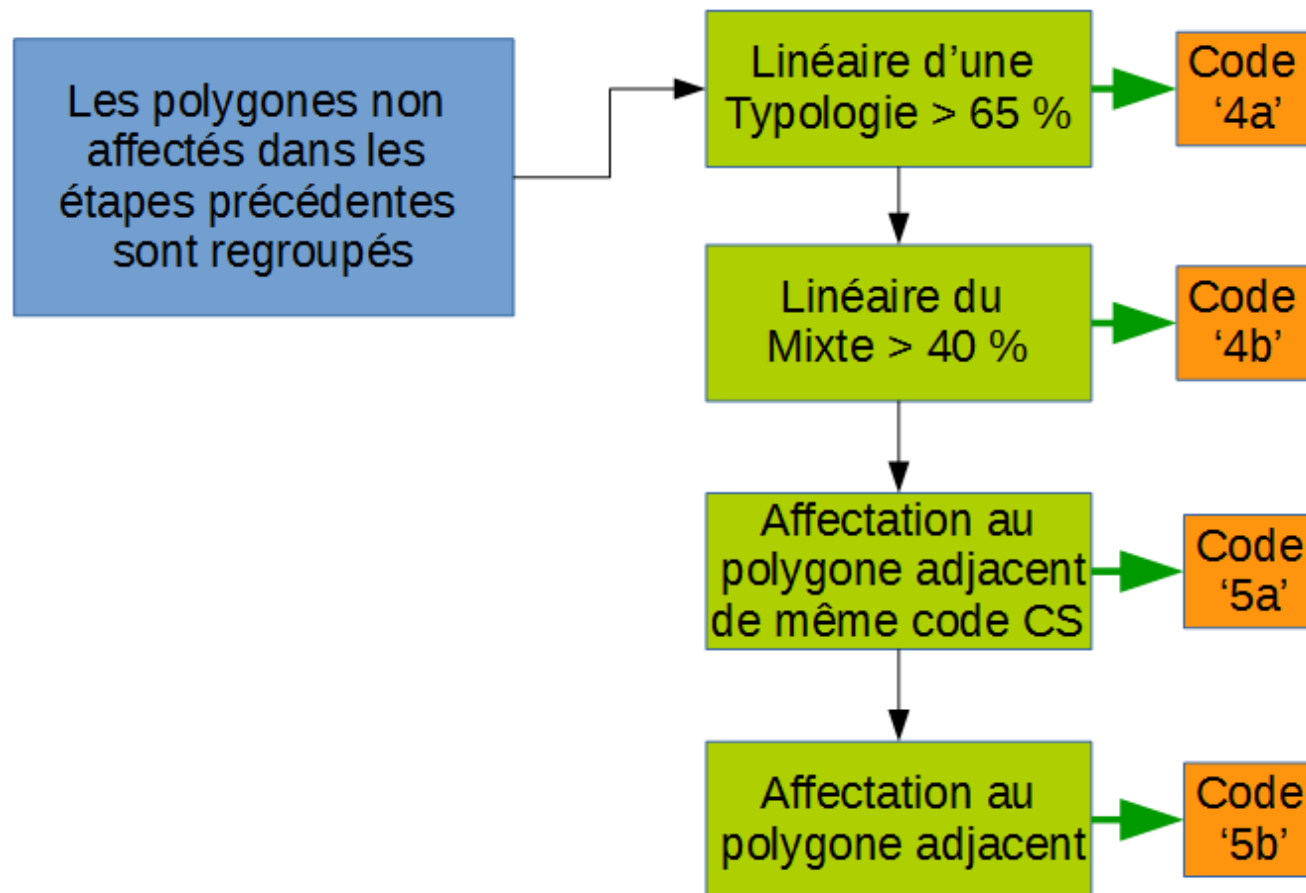 Les polygones non
affectés dans les
étapes précédentes
sont regroupés
Linéaire d’une
Typologie > 65 %
Code
‘4a’
Linéaire du
Mixte > 40 %
Code
‘4b’
Affectation au
polygone adjacent
de même code CS
Code
‘5a’
Affectation au
polygone adjacent
Code
‘5b’